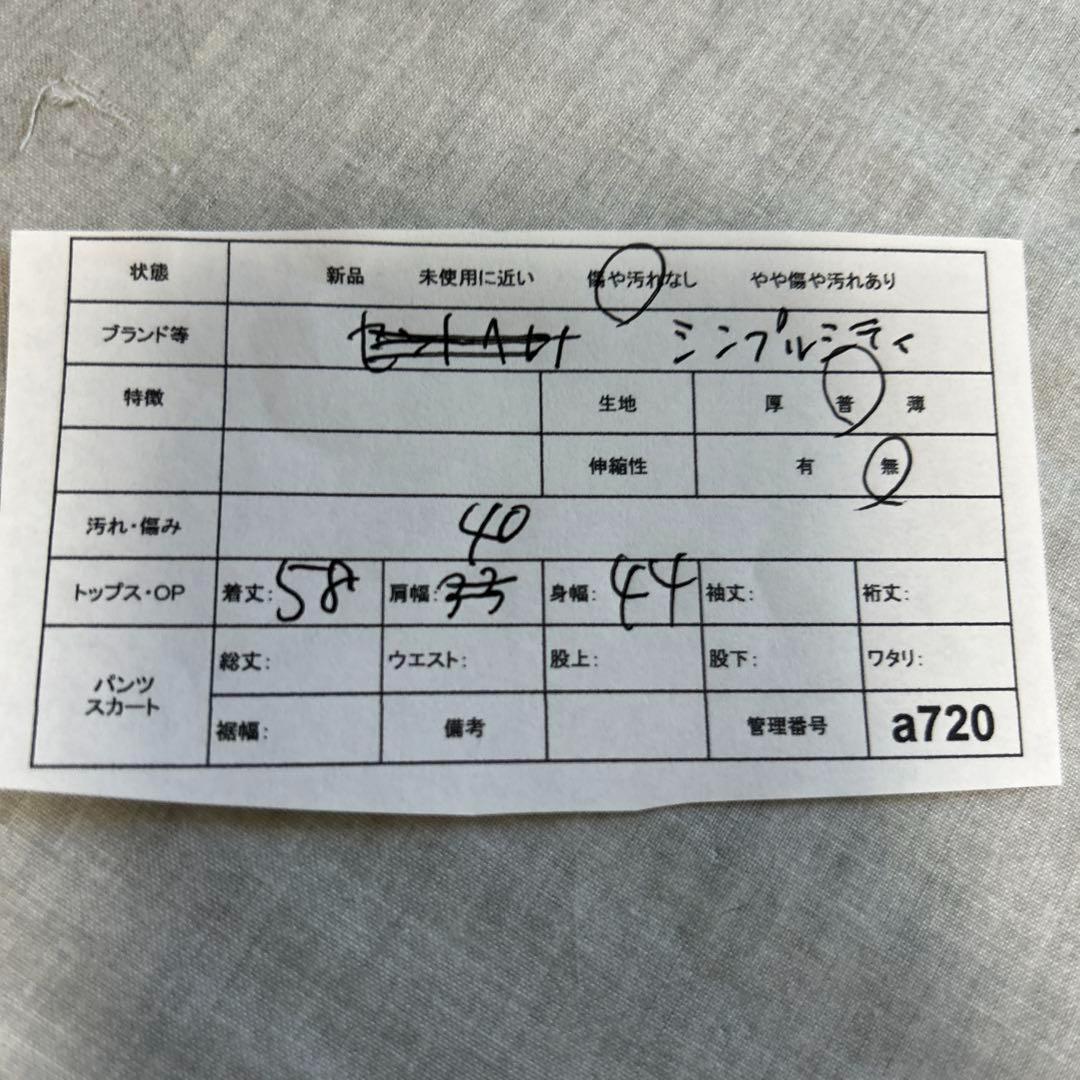 状態 新品 未使用に近い 傷や汚れなし やや傷や汚れあり
ブランド等 シンプルシティ
特徴 生地 厚 普 薄
伸縮性 有 無
汚れ・傷み 40
トップス・OP 着丈:58 肩幅: 身幅:44 袖丈: 裄丈:
パンツ スカート 総丈: ウエスト: 股上: 股下: ワタリ:
裾幅: 備考 管理番号 a720